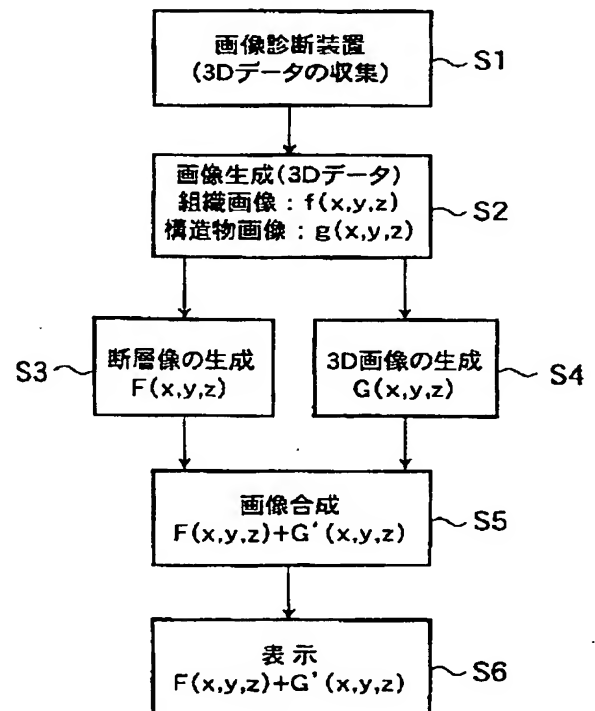 画像診断装置
(3Dデータの収集)
S1
画像生成(3Dデータ)
組織画像 : f(x,y,z)
構造物画像 : g(x,y,z)
S2
S3
断層像の生成
F(x,y,z)
3D画像の生成
G(x,y,z)
S4
画像合成
F(x,y,z)+G'(x,y,z)
S5
表 示
F(x,y,z)+G'(x,y,z)
S6